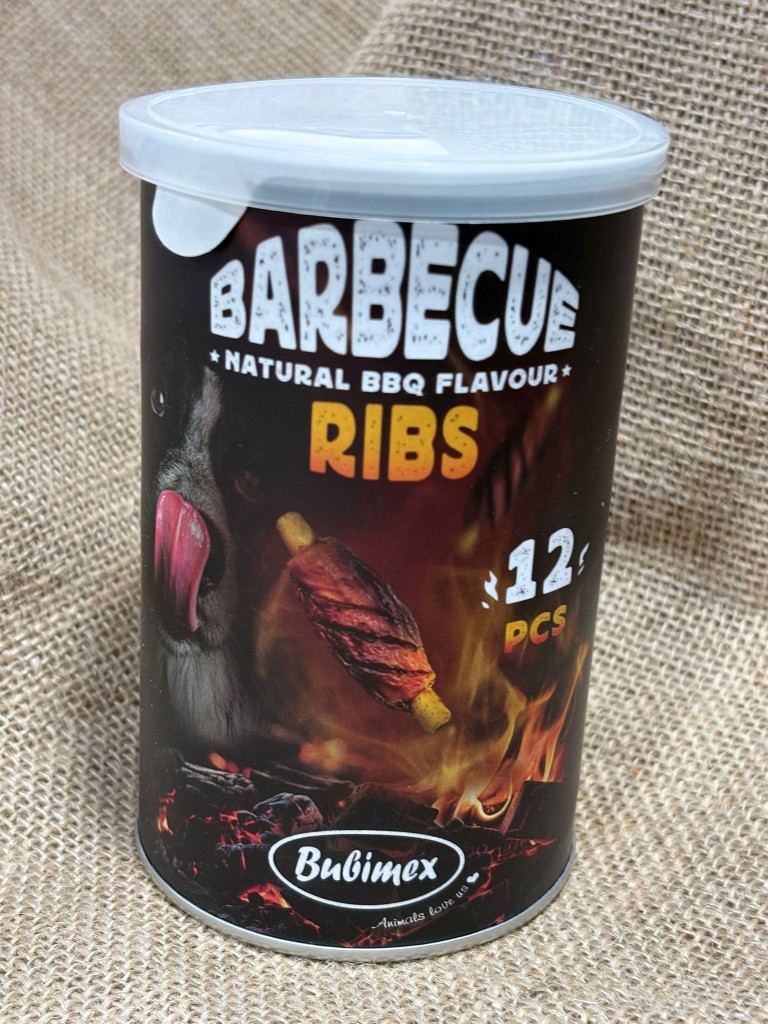 BARBECUE
NATURAL BBQ FLAVOUR
RIBS
12
PCS
Bubimex
Animals love us